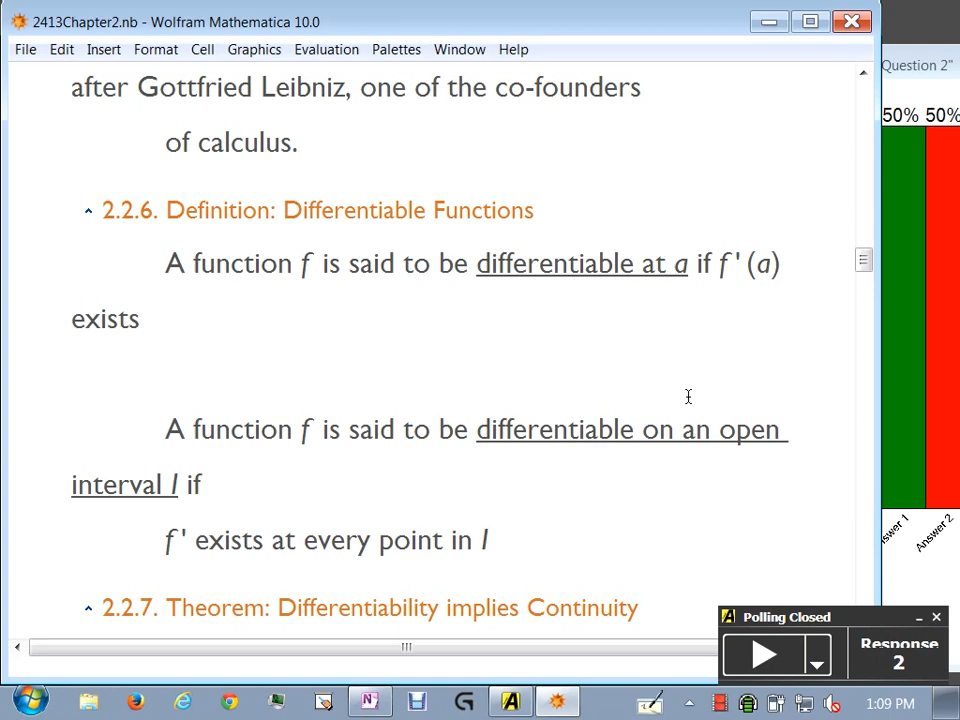 2413Chapter2.nb - Wolfram Mathematica 10.0
File Edit Insert Format Cell Graphics Evaluation Palettes Window Help
Question 2"
after Gottfried Leibniz, one of the co-founders
of calculus.
50% 50%
2.2.6. Definition: Differentiable Functions
A function f is said to be differentiable at a if f ' (a)
exists
A function f is said to be differentiable on an open
interval I if
f ' exists at every point in I
Answer 2
2.2.7. Theorem: Differentiability implies Continuity
Polling Closed
Response
2
1:09 PM